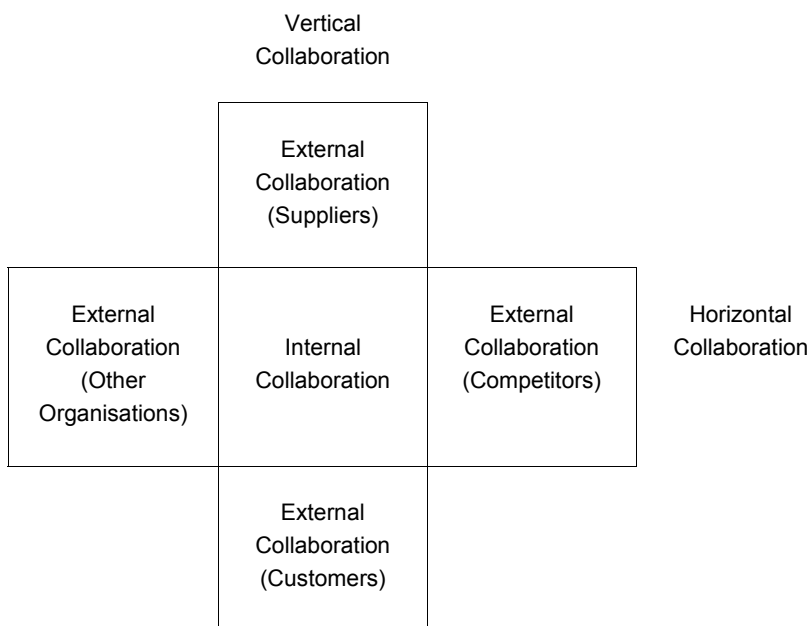 Vertical
Collaboration
External
Collaboration
(Suppliers)
External
Collaboration
(Other
Organisations)
Internal
Collaboration
External
Collaboration
(Competitors)
Horizontal
Collaboration
External
Collaboration
(Customers)